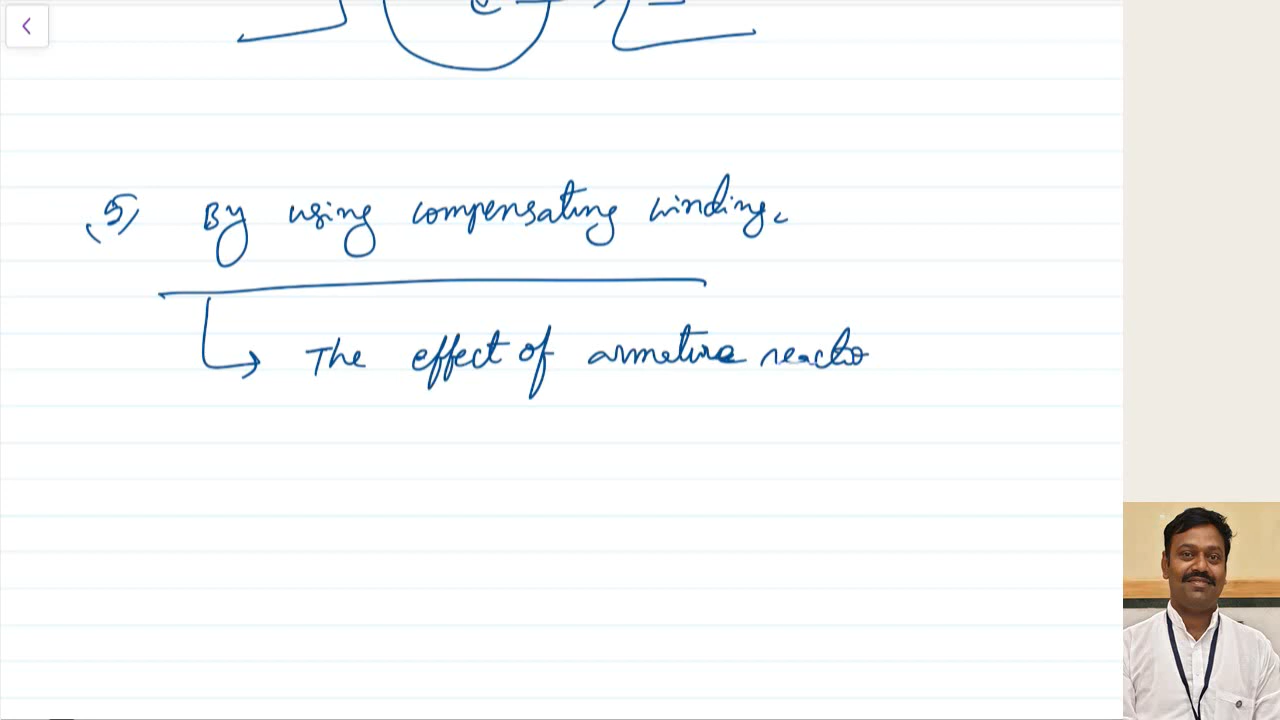 (5) By using compensating winding.
The effect of armature reactio